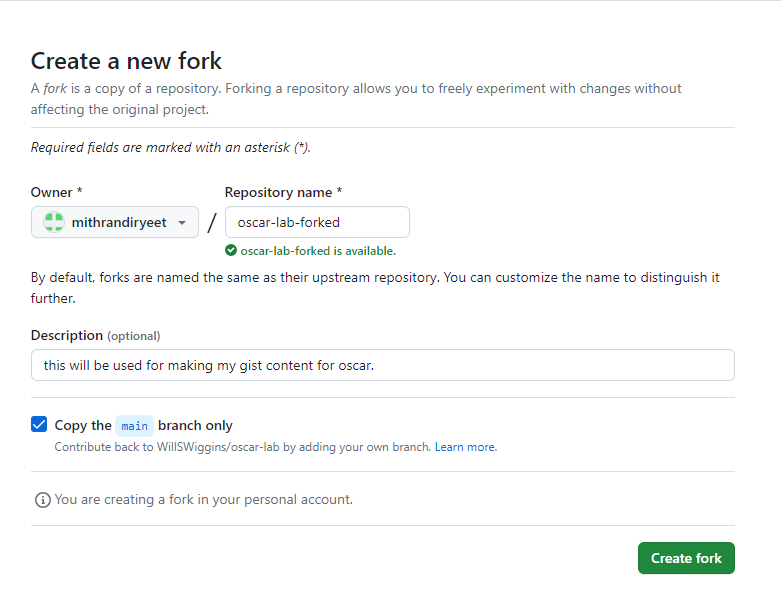 Create a new fork
A fork is a copy of a repository. Forking a repository allows you to freely experiment with changes without
affecting the original project.
Required fields are marked with an asterisk (*).
Owner * Repository name *
mithrandiryeet / oscar-lab-forked
oscar-lab-forked is available.
By default, forks are named the same as their upstream repository. You can customize the name to distinguish it
further.
Description (optional)
this will be used for making my gist content for oscar.
Copy the main branch only
Contribute back to WillSWiggins/oscar-lab by adding your own branch. Learn more.
You are creating a fork in your personal account.
Create fork